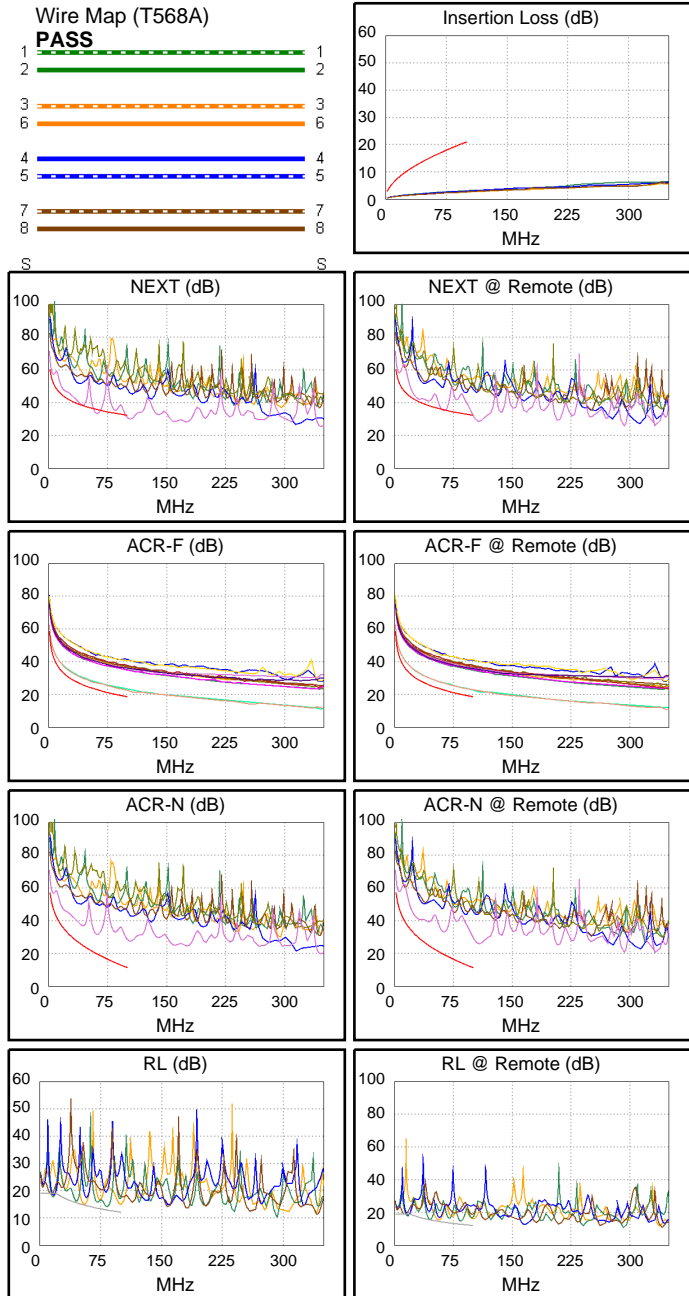 Wire Map (T568A)
PASS
1 1
2 2
3 3
6 6
4 4
5 5
7 7
8 8
S S
Insertion Loss (dB)
60
50
40
30
20
10
0
0 75 150 225 300
MHz
NEXT (dB)
100
80
60
40
20
0
0 75 150 225 300
MHz
NEXT @ Remote (dB)
100
80
60
40
20
0
0 75 150 225 300
MHz
ACR-F (dB)
100
80
60
40
20
0
0 75 150 225 300
MHz
ACR-F @ Remote (dB)
100
80
60
40
20
0
0 75 150 225 300
MHz
ACR-N (dB)
100
80
60
40
20
0
0 75 150 225 300
MHz
ACR-N @ Remote (dB)
100
80
60
40
20
0
0 75 150 225 300
MHz
RL (dB)
60
50
40
30
20
10
0
0 75 150 225 300
MHz
RL @ Remote (dB)
100
80
60
40
20
0
0 75 150 225 300
MHz